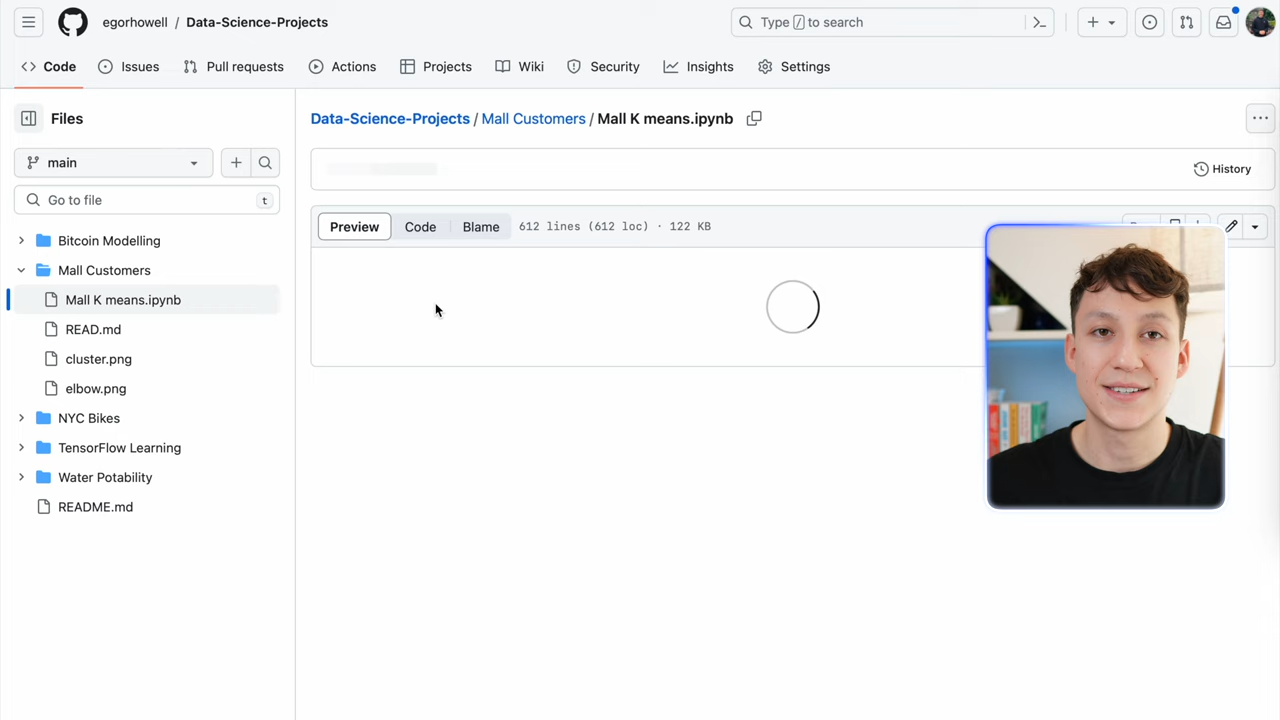 egorhowell / Data-Science-Projects
Type / to search
Code
Issues
Pull requests
Actions
Projects
Wiki
Security
Insights
Settings
Files
main
Go to file
t
Bitcoin Modelling
Mall Customers
Mall K means.ipynb
READ.md
cluster.png
elbow.png
NYC Bikes
TensorFlow Learning
Water Potability
README.md
Data-Science-Projects / Mall Customers / Mall K means.ipynb
History
Preview
Code
Blame
612 lines (612 loc) · 122 KB